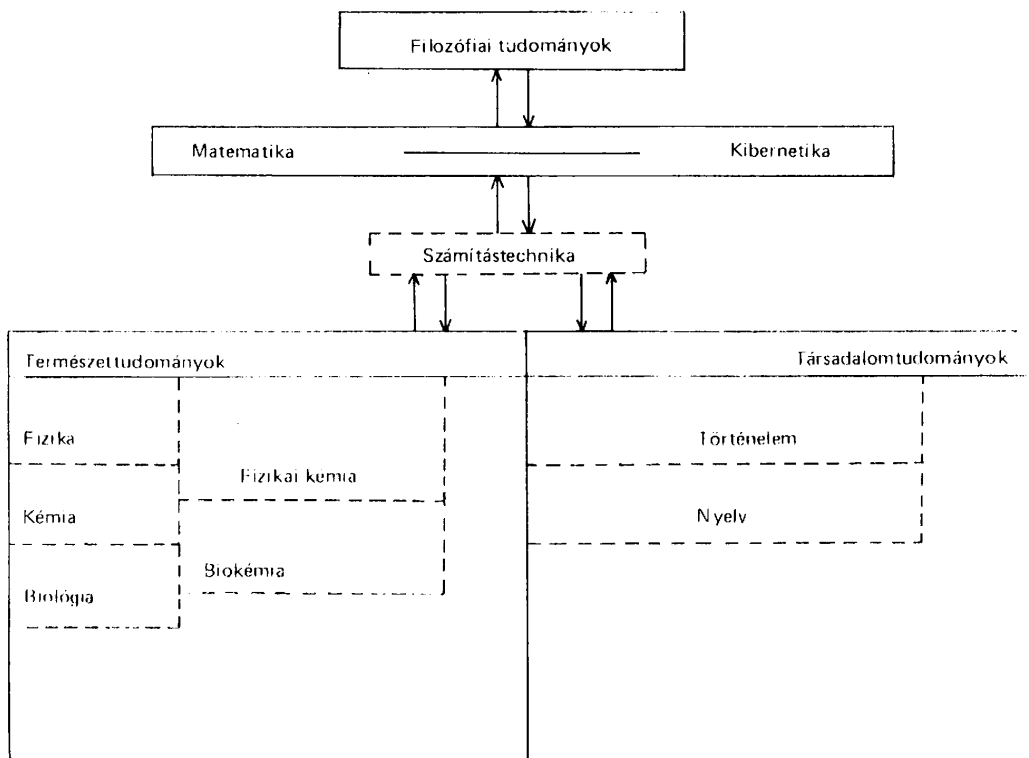 Filozófiai tudományok
Matematika Kibernetika
Számítástechnika
Természettudományok Társadalomtudományok
Fizika Történelem
Fizikai kémia
Kémia Nyelv
Biokémia
Biológia